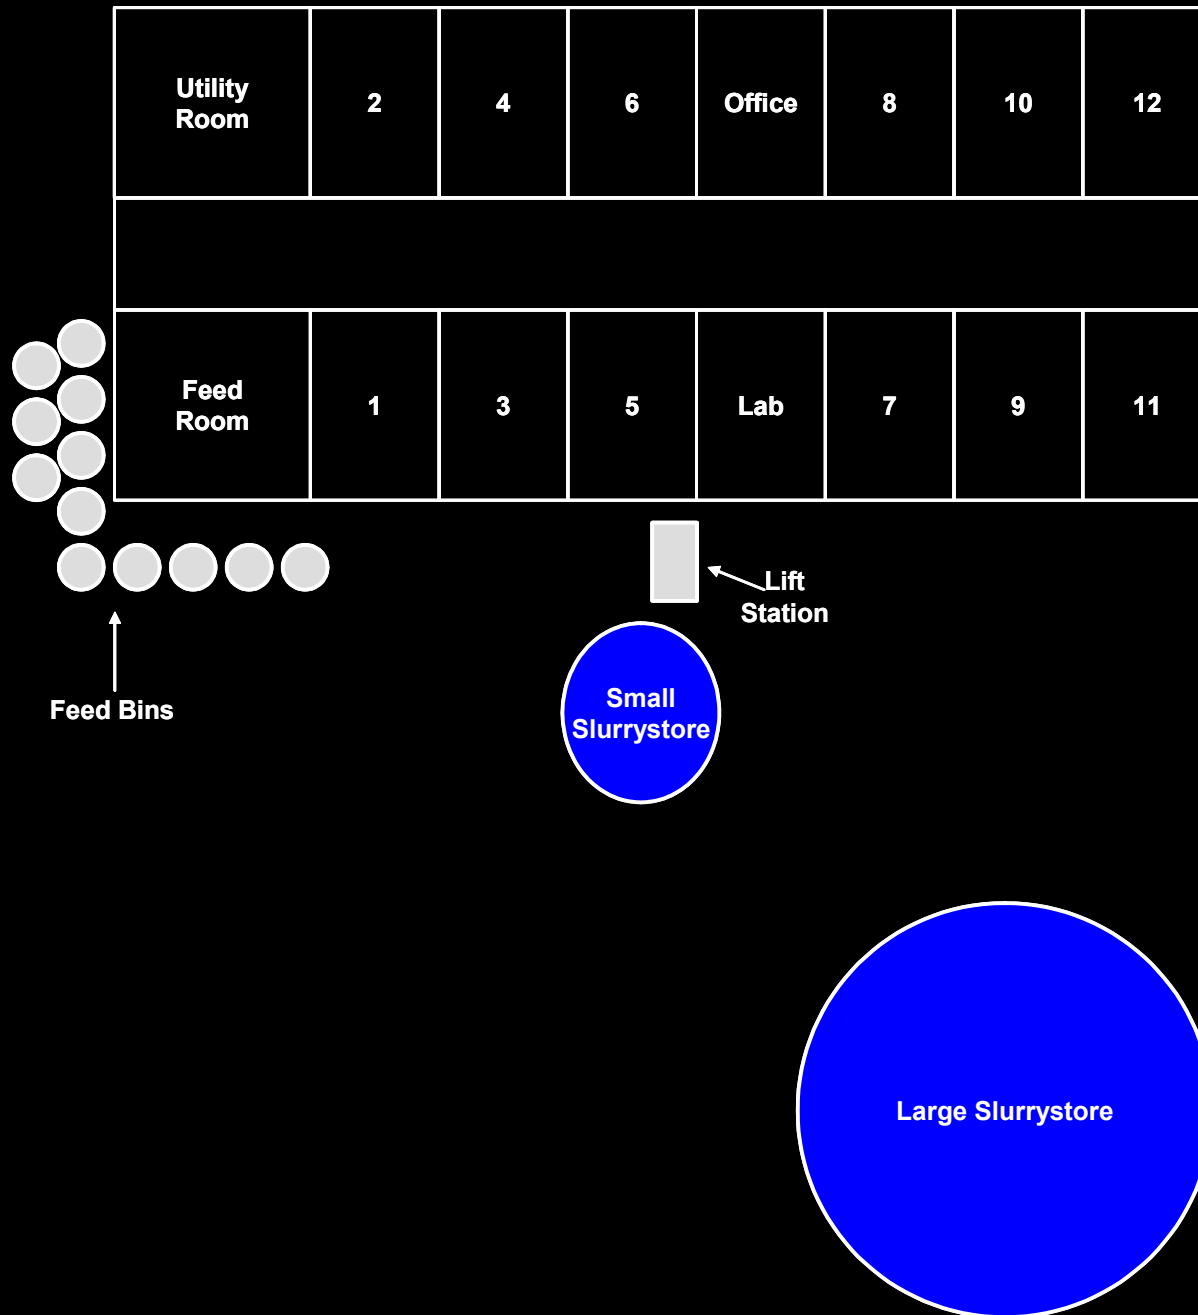 Utility
Room
2
4
6
Office
8
10
12
Feed
Room
1
3
5
Lab
7
9
11
Lift
Station
Feed Bins
Small
Slurrystore
Large Slurrystore